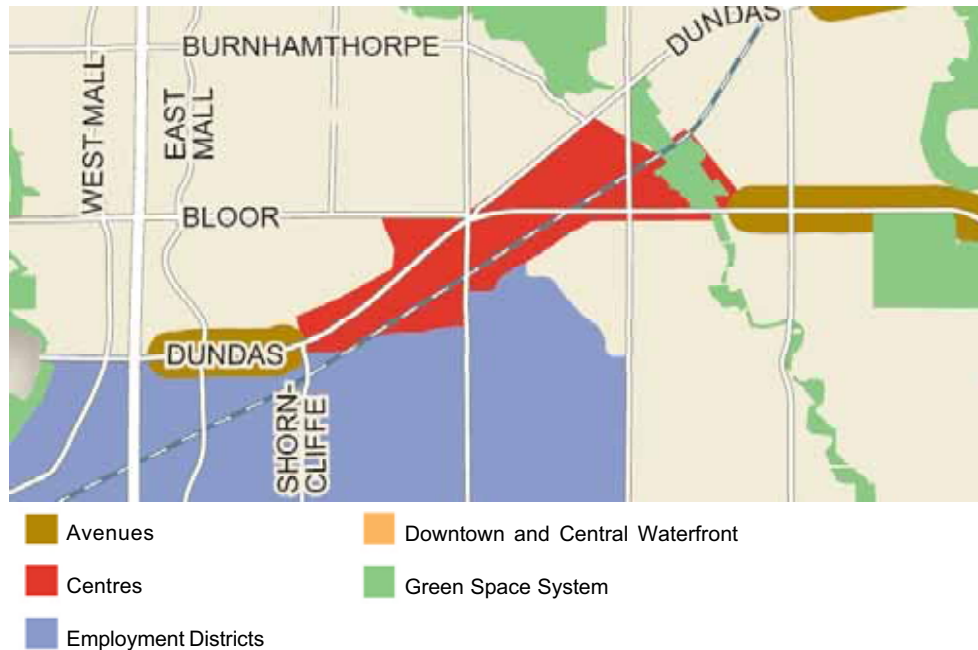 DUNDAS
BURNHAMTHORPE
WEST MALL
EAST
MALL
BLOOR
DUNDAS
SHORN-
CLIFFE
Avenues
Downtown and Central Waterfront
Centres
Green Space System
Employment Districts